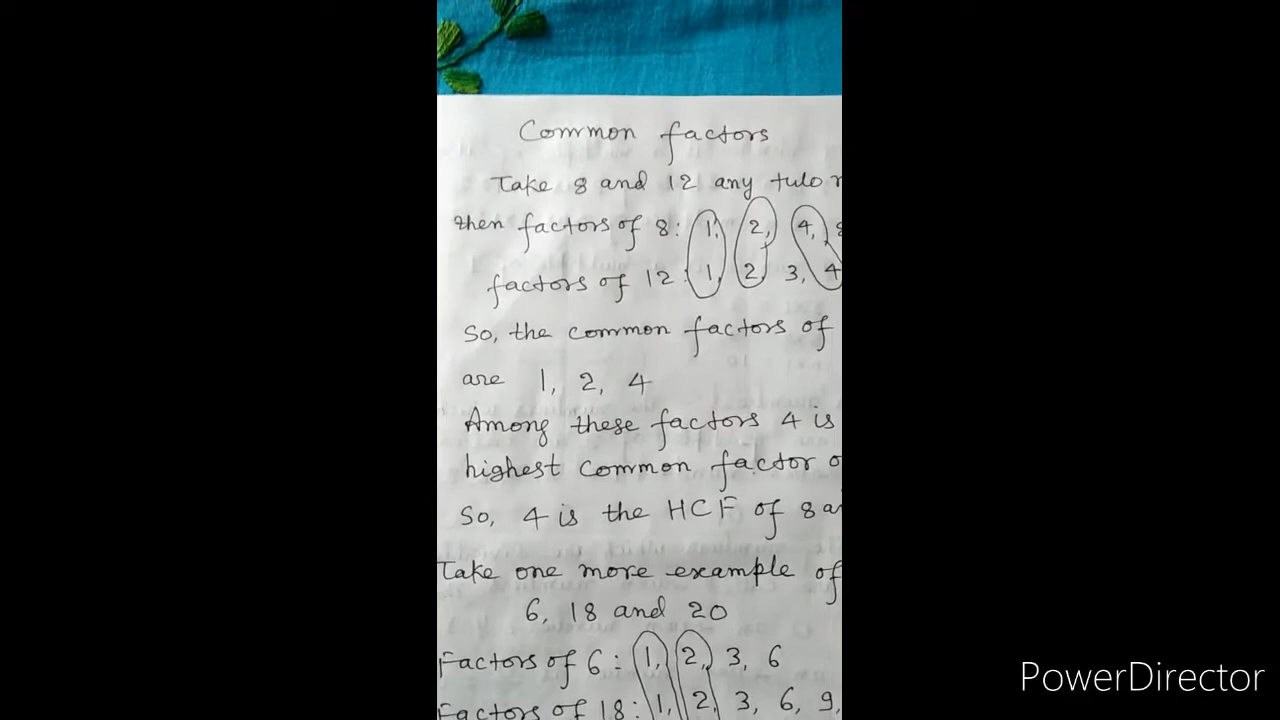 Common factors
Take 8 and 12 any two
then factors of 8: 1, 2, 4,
factors of 12: 1, 2, 3, 4
So, the common factors of
are 1, 2, 4
Among these factors 4 is
highest common factor
So, 4 is the HCF of 8
Take one more example of
6, 18 and 20
Factors of 6: 1, 2, 3, 6
Factors of 18: 1, 2, 3, 6, 9,
PowerDirector